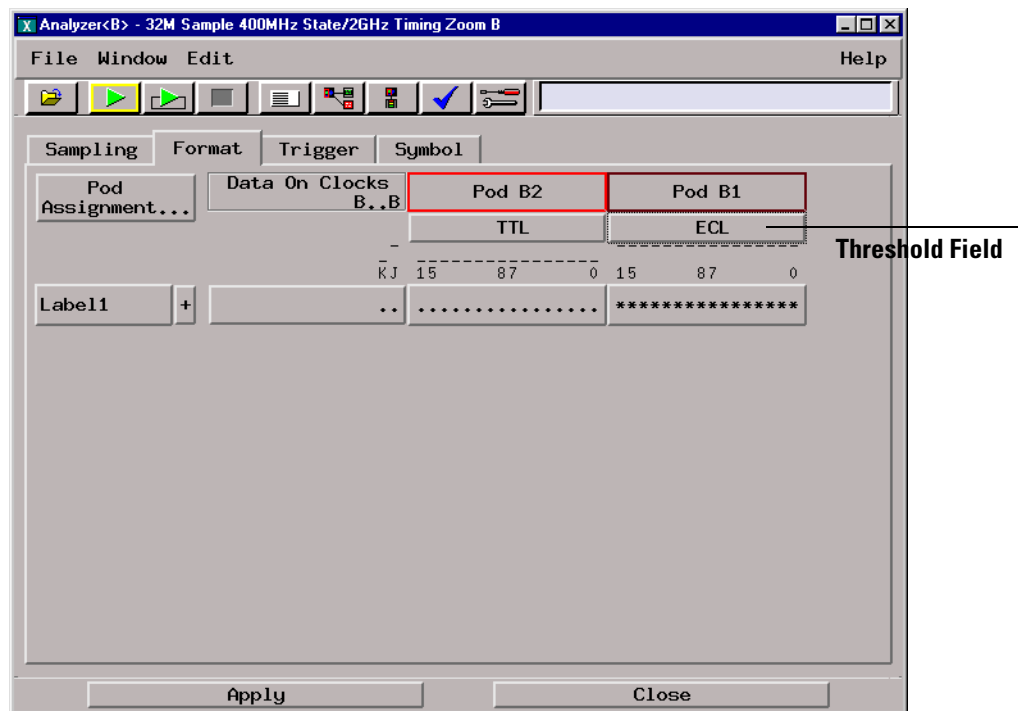 Analyzer<B> - 32M Sample 400MHz State/2GHz Timing Zoom B
File Window Edit Help
Sampling Format Trigger Symbol
Pod Assignment...
Data On Clocks
B..B
Pod B2
Pod B1
TTL
ECL
Threshold Field
KJ 15 87 0 15 87 0
Label1 + .. ................ ****************
Apply Close